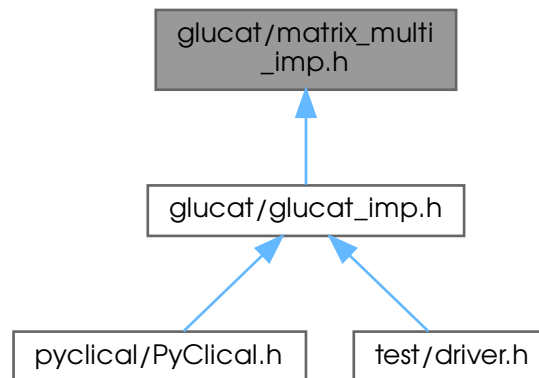 glucat/matrix_multi
_imp.h
glucat/glucat_imp.h
pyclical/PyClical.h
test/driver.h